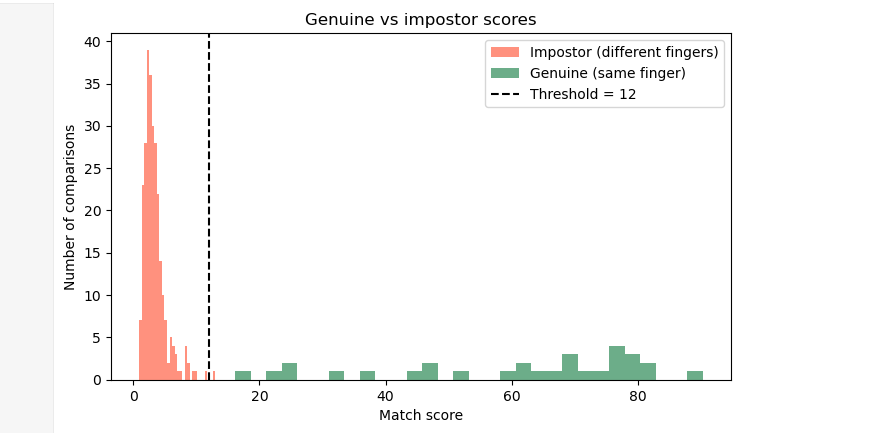 Genuine vs impostor scores
Impostor (different fingers)
Genuine (same finger)
Threshold = 12
Number of comparisons
40
35
30
25
20
15
10
5
0
0 20 40 60 80
Match score